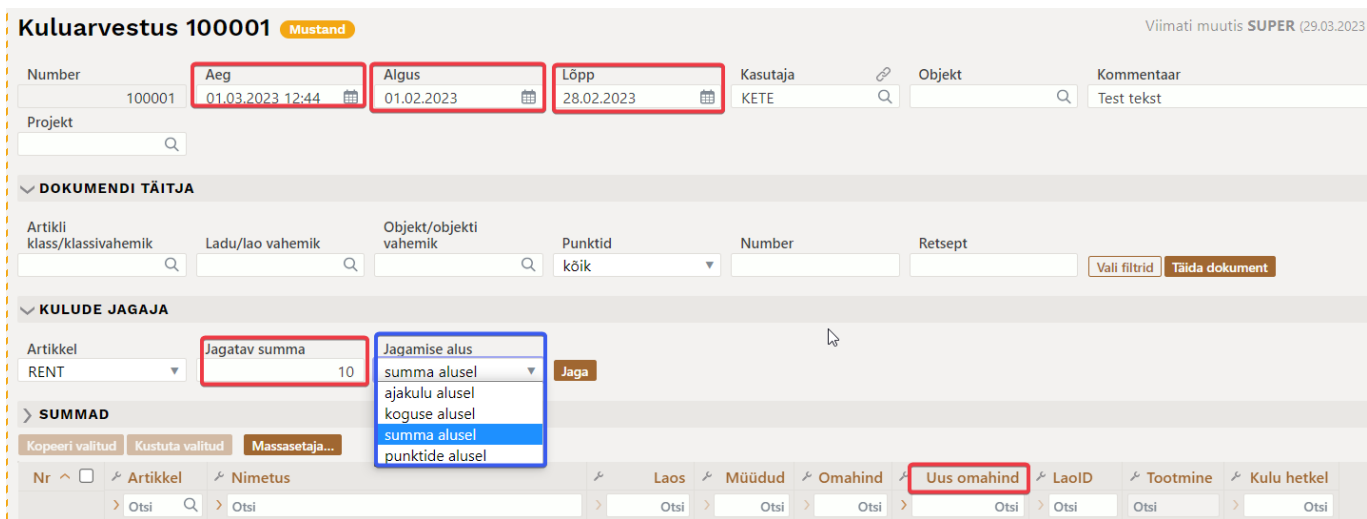 Kuluarvestus 100001 Mustand Viimati muutis SUPER (29.03.2023
Number Aeg Algus Lõpp Kasutaja Objekt Kommentaar
100001 01.03.2023 12:44 01.02.2023 28.02.2023 KETE Test tekst
Projekt
DOKUMENDI TÄITJA
Artikli klass/klassivahemik Ladu/lao vahemik Objekt/objekti vahemik Punktid Number Retsept
kõik Vali filtrid Täida dokument
KULUDE JAGAJA
Artikkel Jagatav summa Jagamise alus
RENT 10 summa alusel Jaga
ajakulu alusel
koguse alusel
summa alusel
punktide alusel
SUMMAD
Kopeeri valitud Kustuta valitud Massasetaja...
Nr Artikkel Nimetus Laos Müüdud Omahind Uus omahind LaoID Tootmine Kulu hetkel
Otsi Otsi Otsi Otsi Otsi Otsi Otsi Otsi Otsi